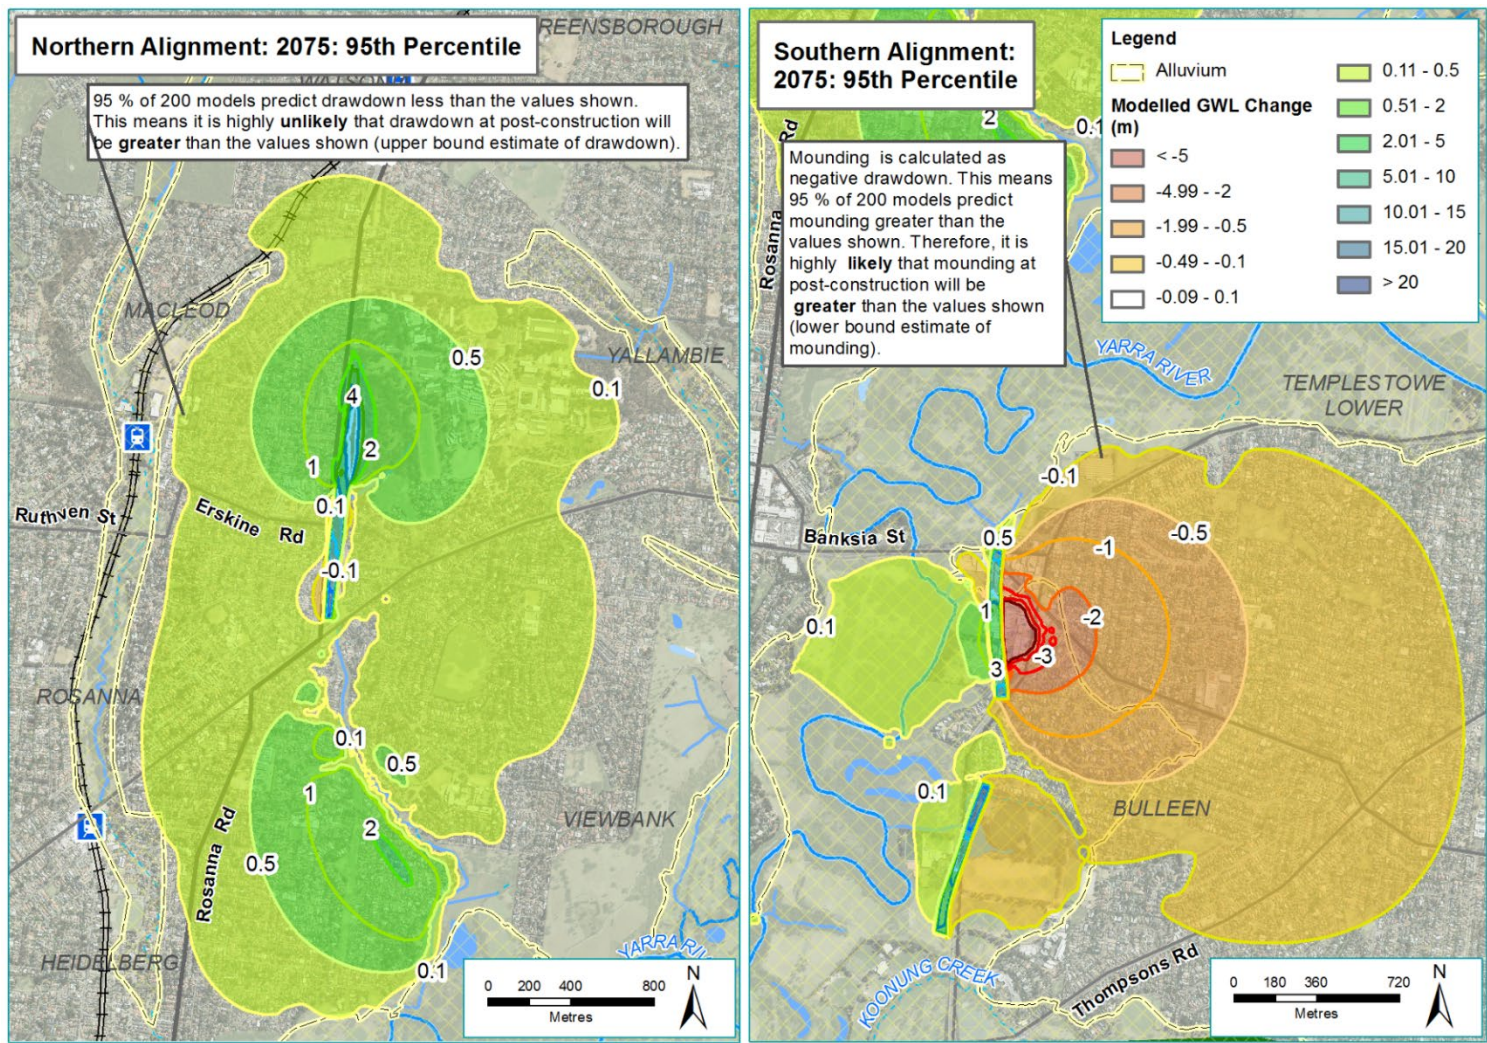 Northern Alignment: 2075: 95th Percentile
REENSBOROUGH
WATSON
95 % of 200 models predict drawdown less than the values shown.
This means it is highly unlikely that drawdown at post-construction will
be greater than the values shown (upper bound estimate of drawdown).
MACLEOD
YALLAMBIE
0.5
0.1
4
2
1
0.1
Ruthven St
Erskine Rd
-0.1
ROSANNA
0.1
0.5
1
2
VIEWBANK
0.5
Rosanna Rd
HEIDELBERG
0.1
YARRA RIV
0 200 400 800
Metres
N
Southern Alignment:
2075: 95th Percentile
2
0.1
Rosanna Rd
Mounding is calculated as
negative drawdown. This means
95 % of 200 models predict
mounding greater than the
values shown. Therefore, it is
highly likely that mounding at
post-construction will be
greater than the values shown
(lower bound estimate of
mounding).
Legend
Alluvium
Modelled GWL Change
(m)
< -5
-4.99 - -2
-1.99 - -0.5
-0.49 - -0.1
-0.09 - 0.1
0.11 - 0.5
0.51 - 2
2.01 - 5
5.01 - 10
10.01 - 15
15.01 - 20
> 20
YARRA RIVER
TEMPLESTOWE
LOWER
-0.1
Banksia St
0.5
-1
-0.5
0.1
1
-2
-3
3
0.1
BULLEEN
KOONUNG CREEK
Thompsons Rd
0 180 360 720
Metres
N